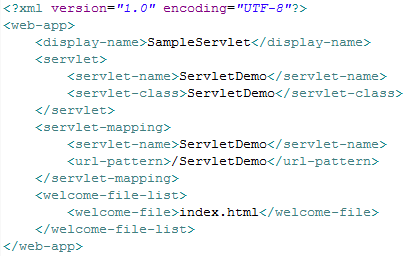 <?xml version="1.0" encoding="UTF-8"?>
<web-app>
    <display-name>SampleServlet</display-name>
    <servlet>
        <servlet-name>ServletDemo</servlet-name>
        <servlet-class>ServletDemo</servlet-class>
    </servlet>
    <servlet-mapping>
        <servlet-name>ServletDemo</servlet-name>
        <url-pattern>/ServletDemo</url-pattern>
    </servlet-mapping>
    <welcome-file-list>
        <welcome-file>index.html</welcome-file>
    </welcome-file-list>
</web-app>